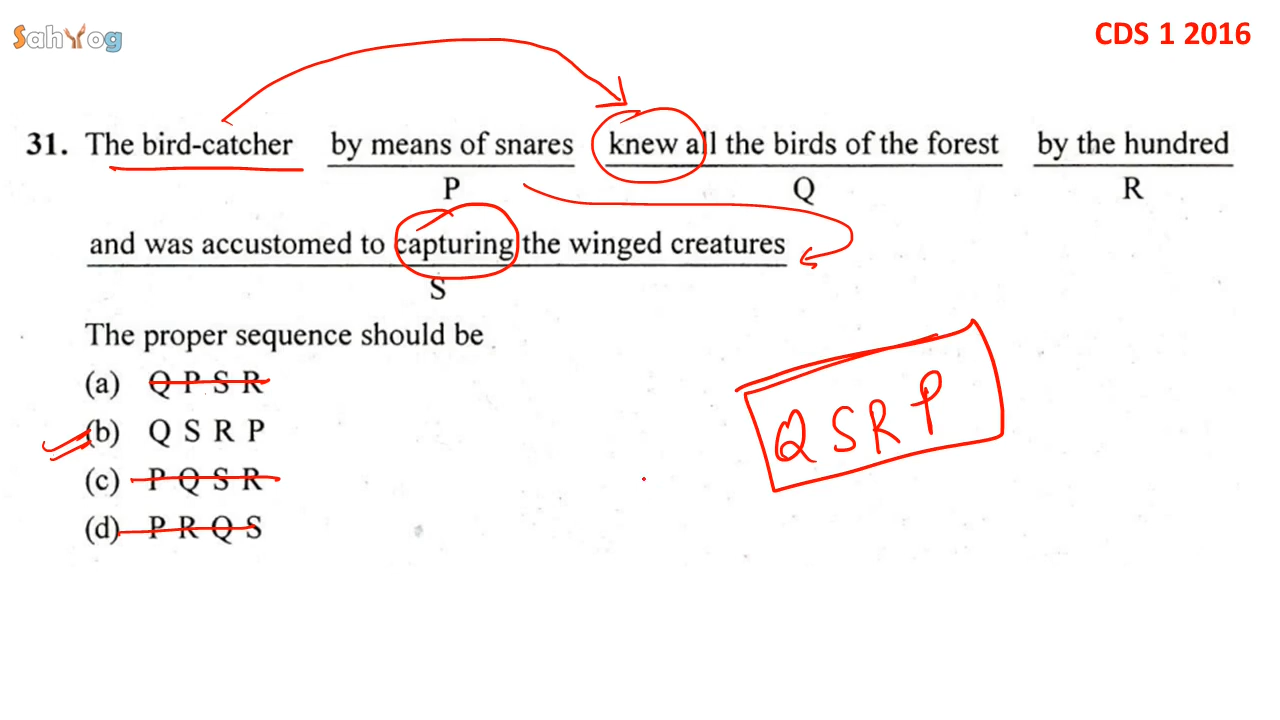 SahYog
CDS 1 2016
31. The bird-catcher by means of snares knew all the birds of the forest by the hundred
P Q R
and was accustomed to capturing the winged creatures
S
The proper sequence should be
(a) Q P S R
(b) Q S R P
(c) P Q S R
(d) P R Q S
Q S R P